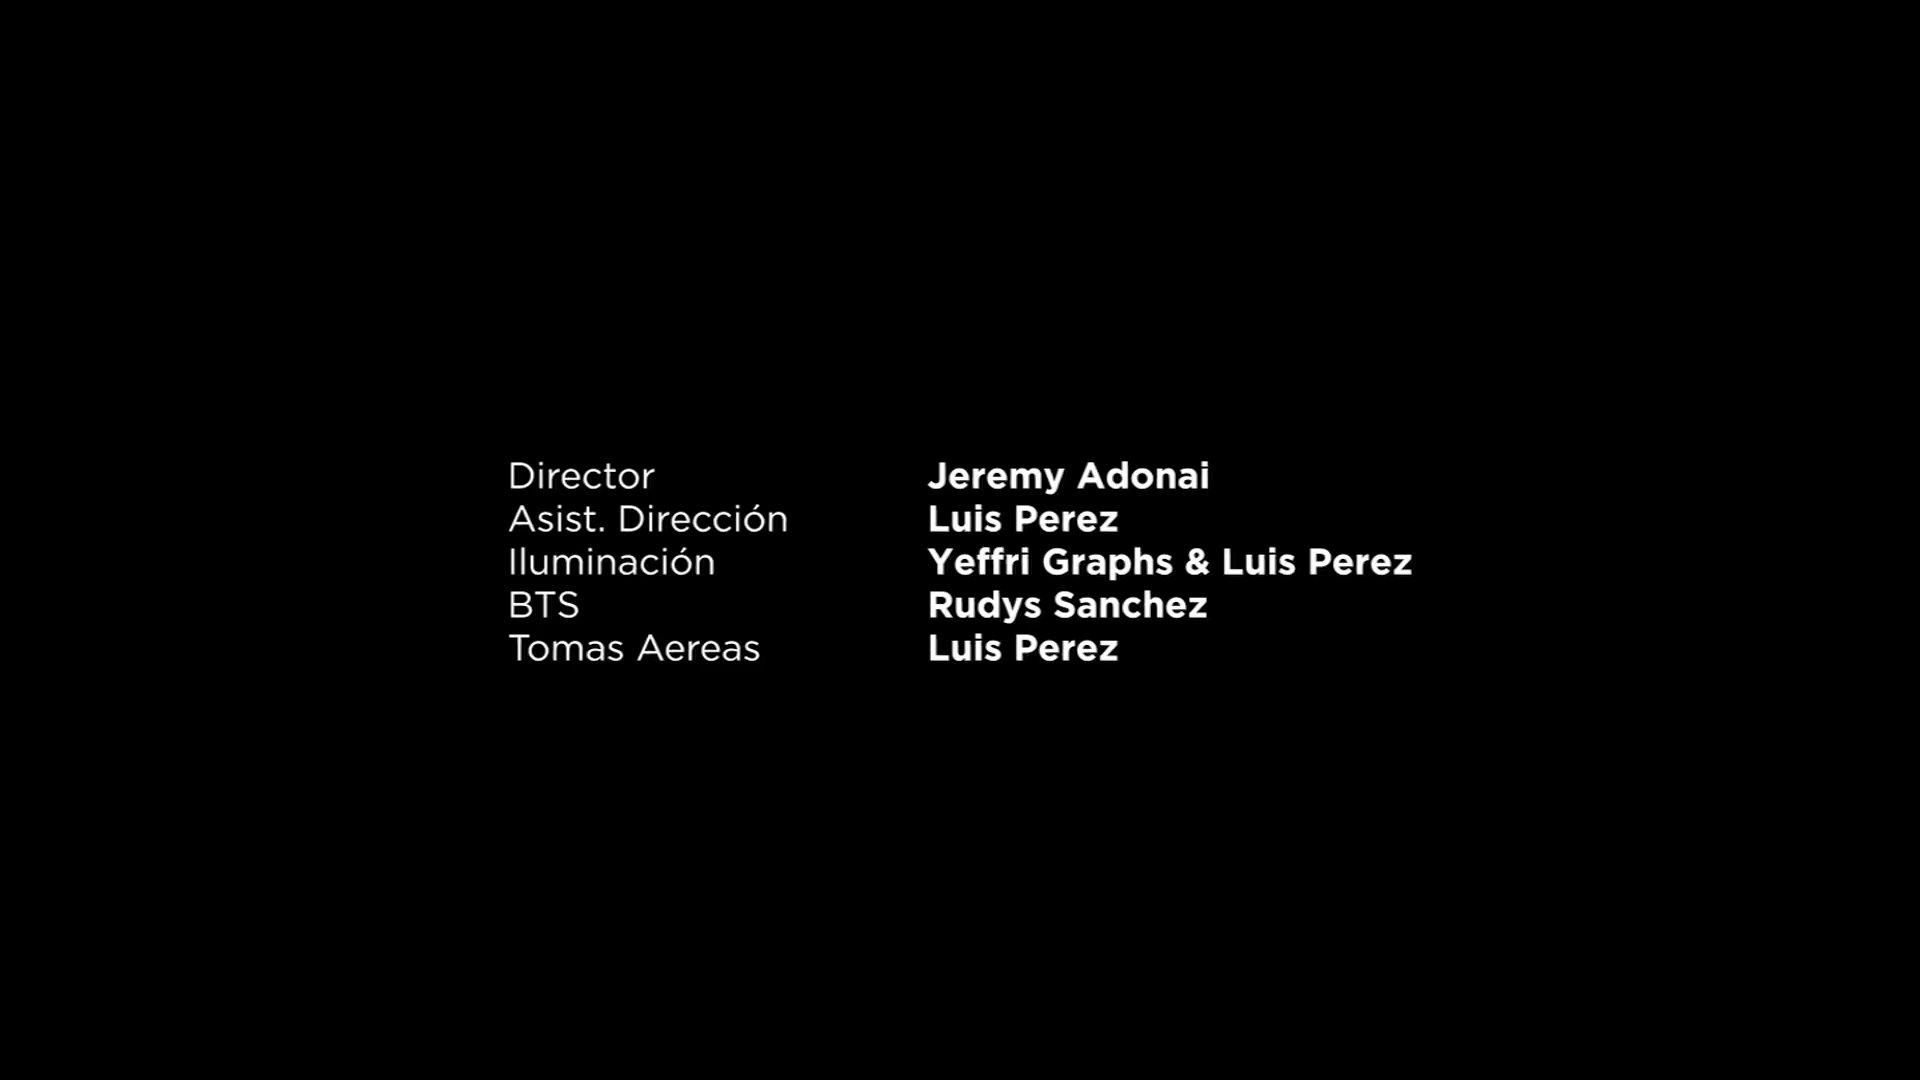 Director Jeremy Adonai
Asist. Dirección Luis Perez
Iluminación Yeffri Graphs & Luis Perez
BTS Rudys Sanchez
Tomas Aereas Luis Perez